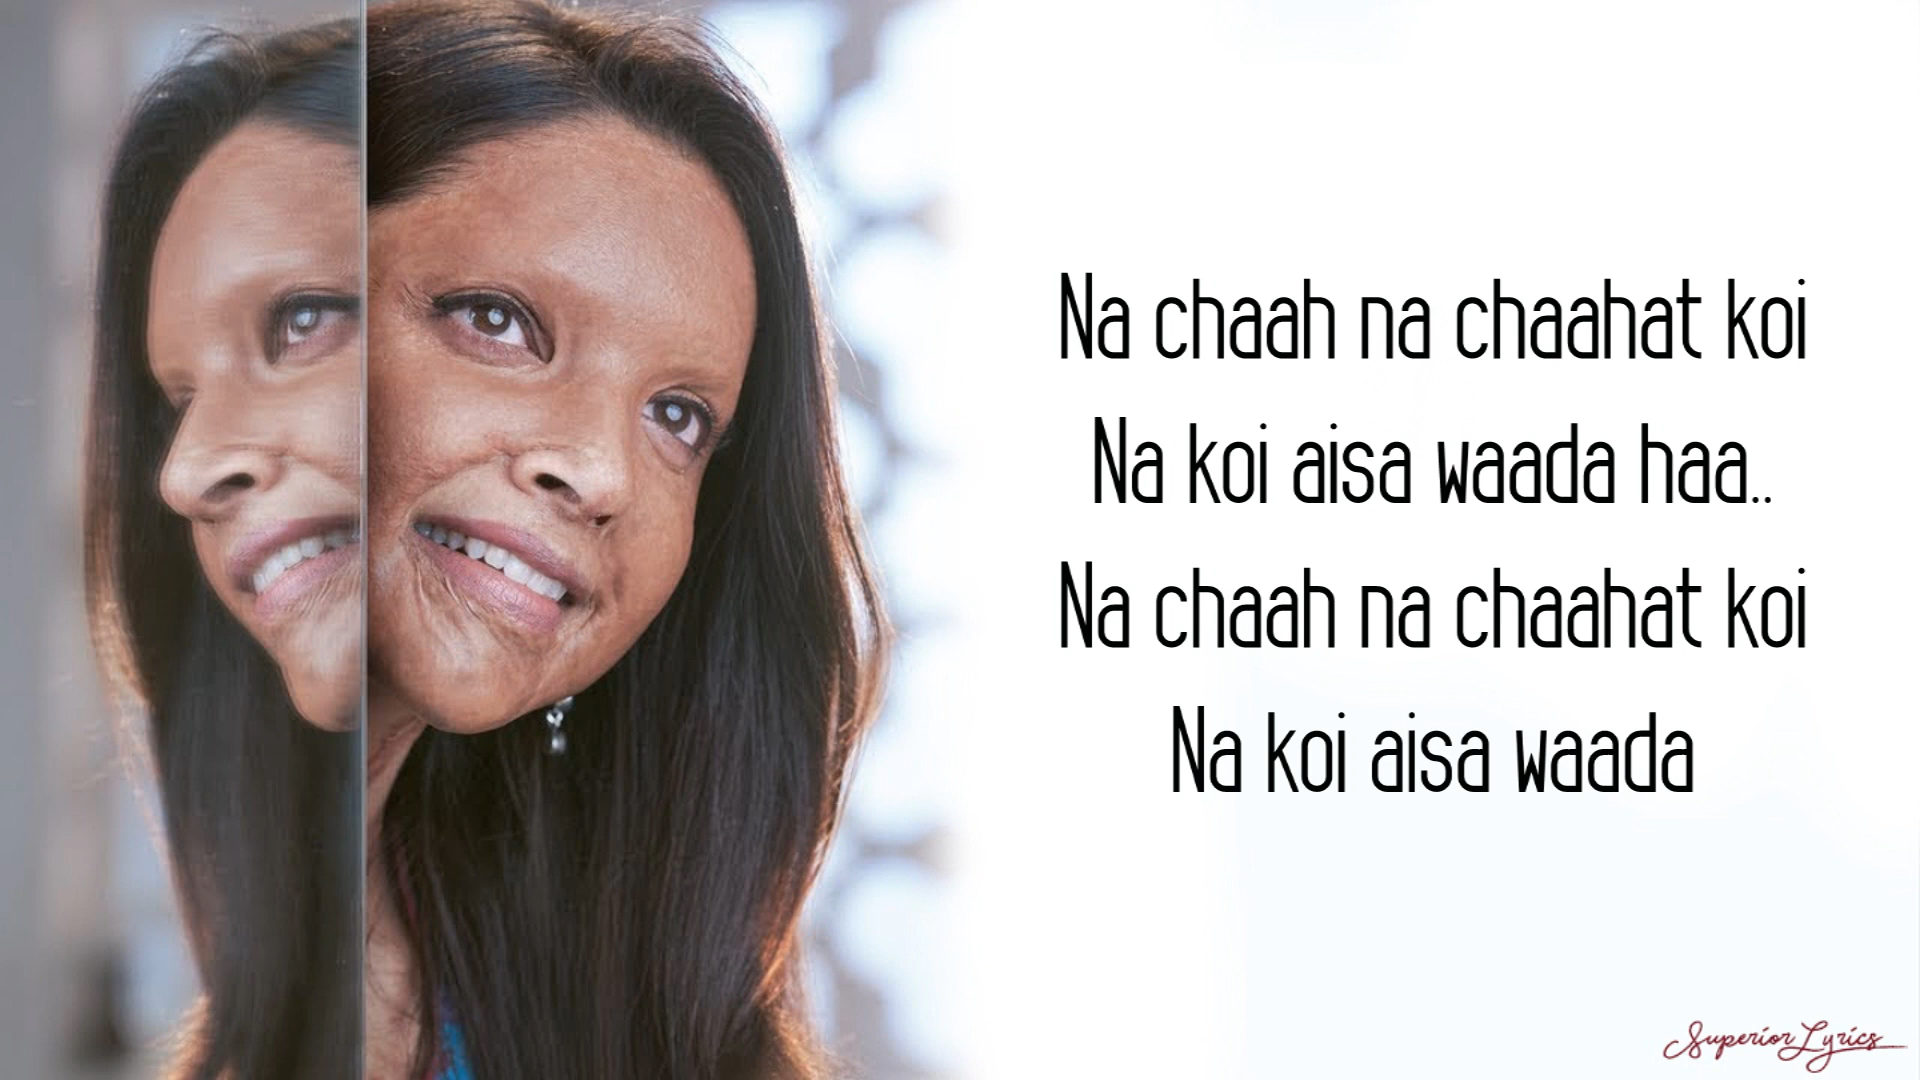 Na chaah na chaahat koi
Na koi aisa waada haa..
Na chaah na chaahat koi
Na koi aisa waada
Superior Lyrics